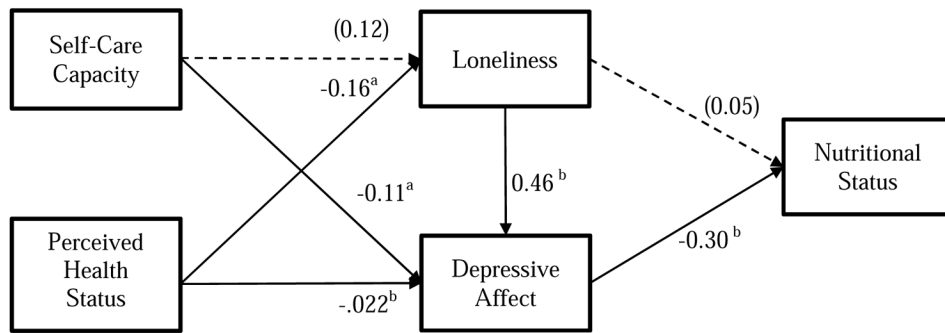 Self-Care
Capacity
(0.12)
Loneliness
-0.16ᵃ
(0.05)
Nutritional
Status
-0.11ᵃ
0.46 ᵇ
Perceived
Health
Status
-.022ᵇ
Depressive
Affect
-0.30 ᵇ